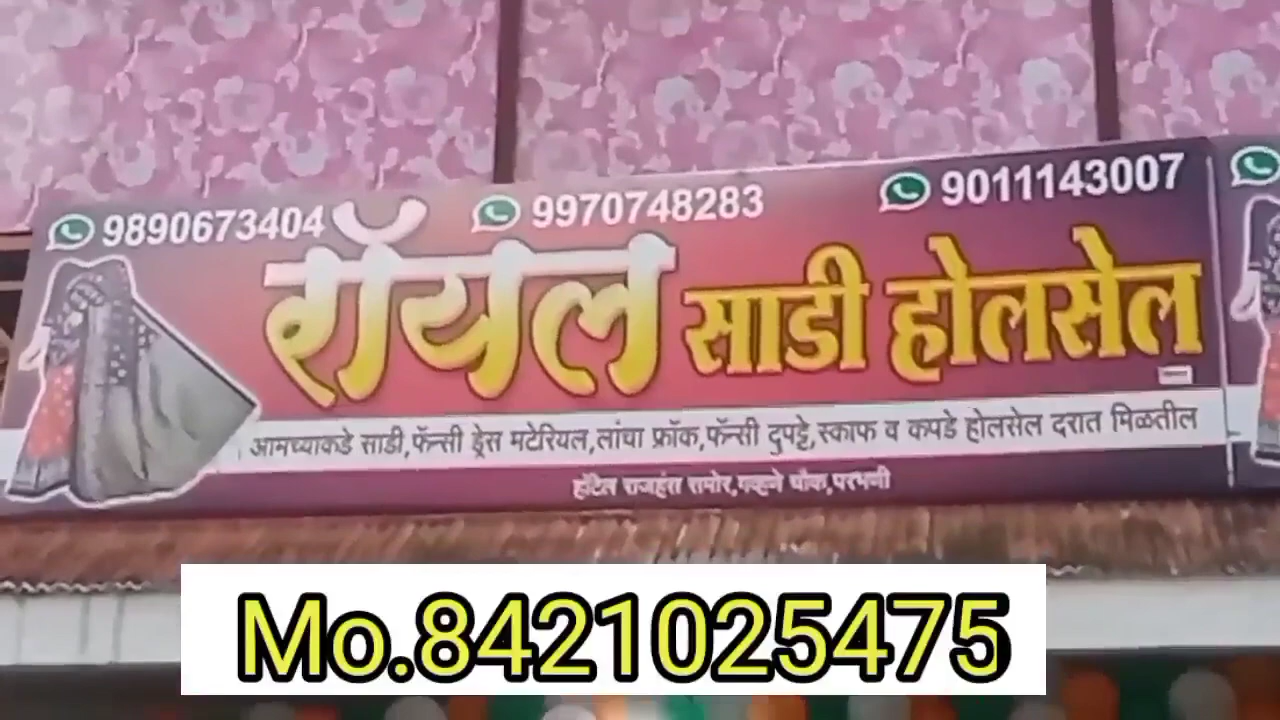 9890673404 9970748283 9011143007
रॉयल साडी होलसेल
आमच्याकडे साडी,फॅन्सी ड्रेस मटेरियल,लांचा फ्रॉक,फॅन्सी दुपट्टे,स्काफ व कपडे होलसेल दरात मिळतील
हॉटेल राजहंस समोर,गव्हाणे चौक,परभणी
Mo.8421025475